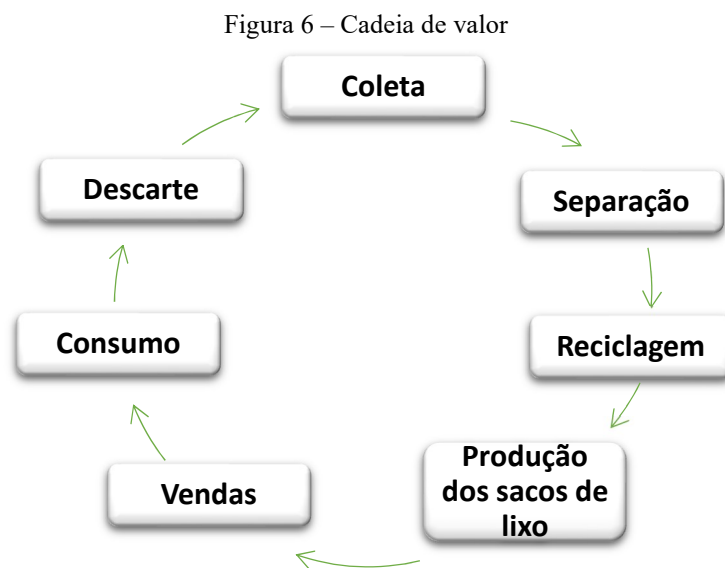 Figura 6 – Cadeia de valor
Coleta
Separação
Reciclagem
Produção
dos sacos de
lixo
Vendas
Consumo
Descarte